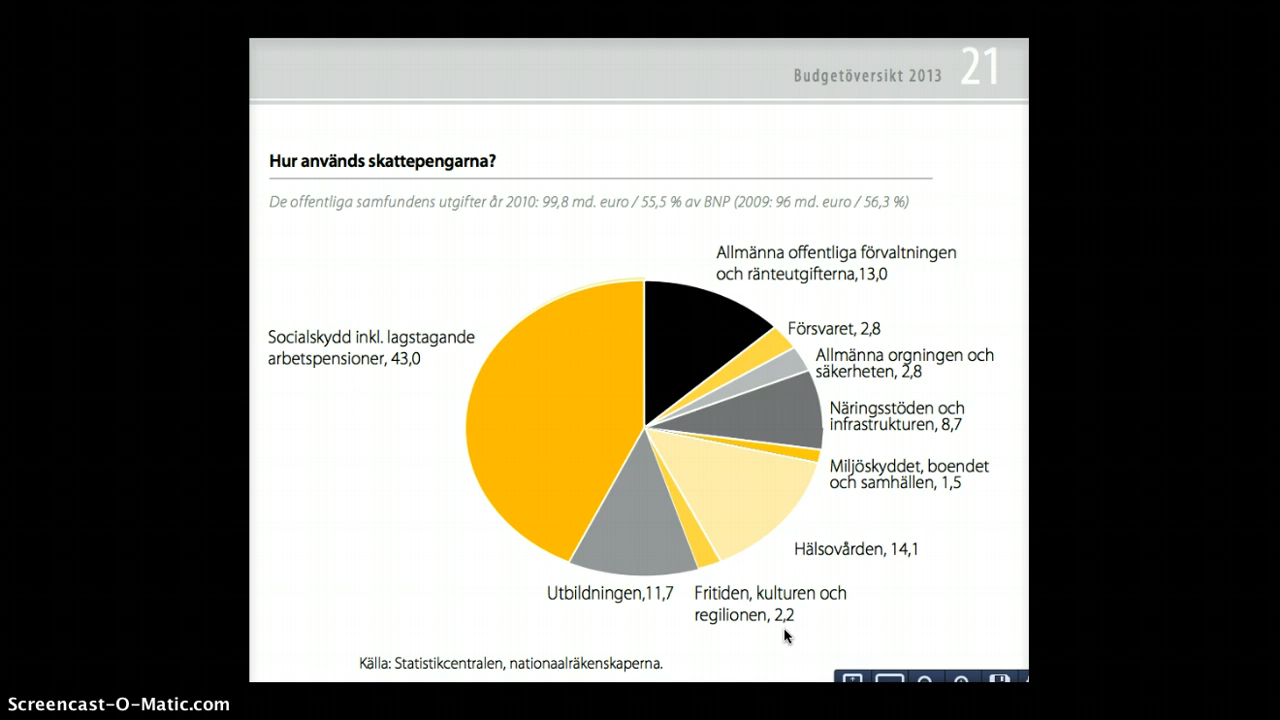 Budgetöversikt 2013 21
Hur används skattepengarna?
De offentliga samfundens utgifter år 2010: 99,8 md. euro / 55,5 % av BNP (2009: 96 md. euro / 56,3 %)
Allmänna offentliga förvaltningen
och ränteutgifterna,13,0
Försvaret, 2,8
Allmänna orgningen och
säkerheten, 2,8
Näringsstöden och
infrastrukturen, 8,7
Miljöskyddet, boendet
och samhällen, 1,5
Hälsovården, 14,1
Fritiden, kulturen och
regilionen, 2,2
Utbildningen,11,7
Socialskydd inkl. lagstagande
arbetspensioner, 43,0
Källa: Statistikcentralen, nationaalräkenskaperna.
Screencast-O-Matic.com